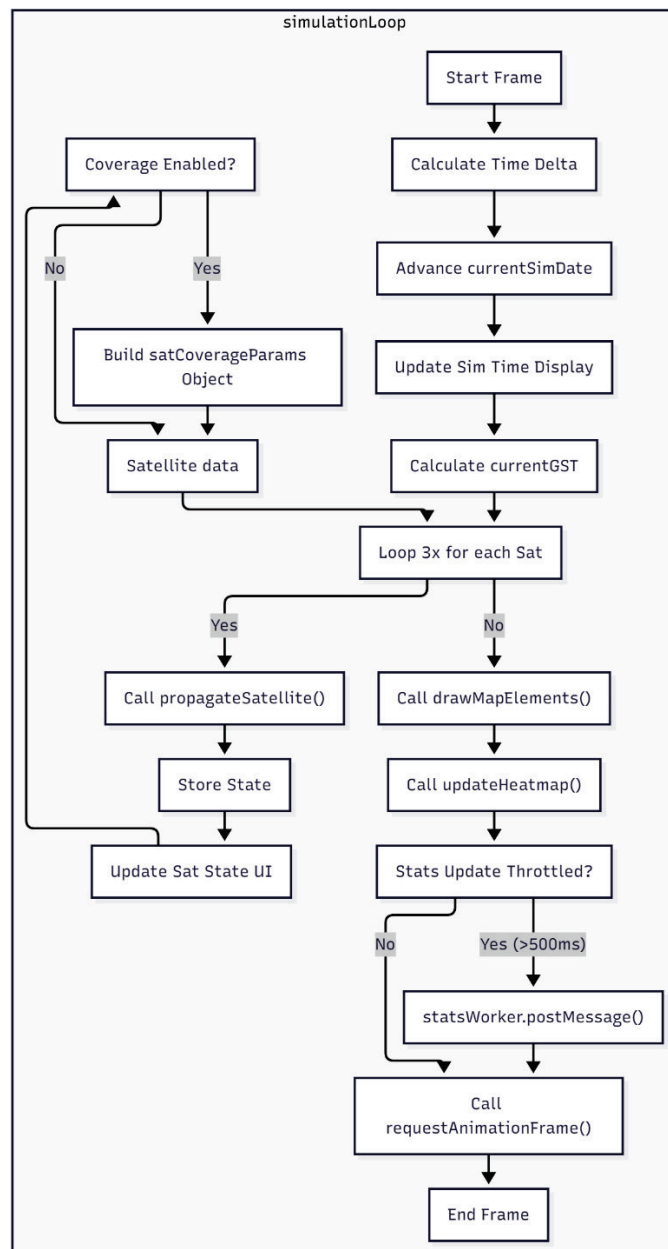 simulationLoop
Start Frame
Coverage Enabled?
Calculate Time Delta
No
Yes
Advance currentSimDate
Build satCoverageParams
Object
Update Sim Time Display
Satellite data
Calculate currentGST
Loop 3x for each Sat
Yes
No
Call propagateSatellite()
Call drawMapElements()
Store State
Call updateHeatmap()
Update Sat State UI
Stats Update Throttled?
No
Yes (>500ms)
statsWorker.postMessage()
Call
requestAnimationFrame()
End Frame